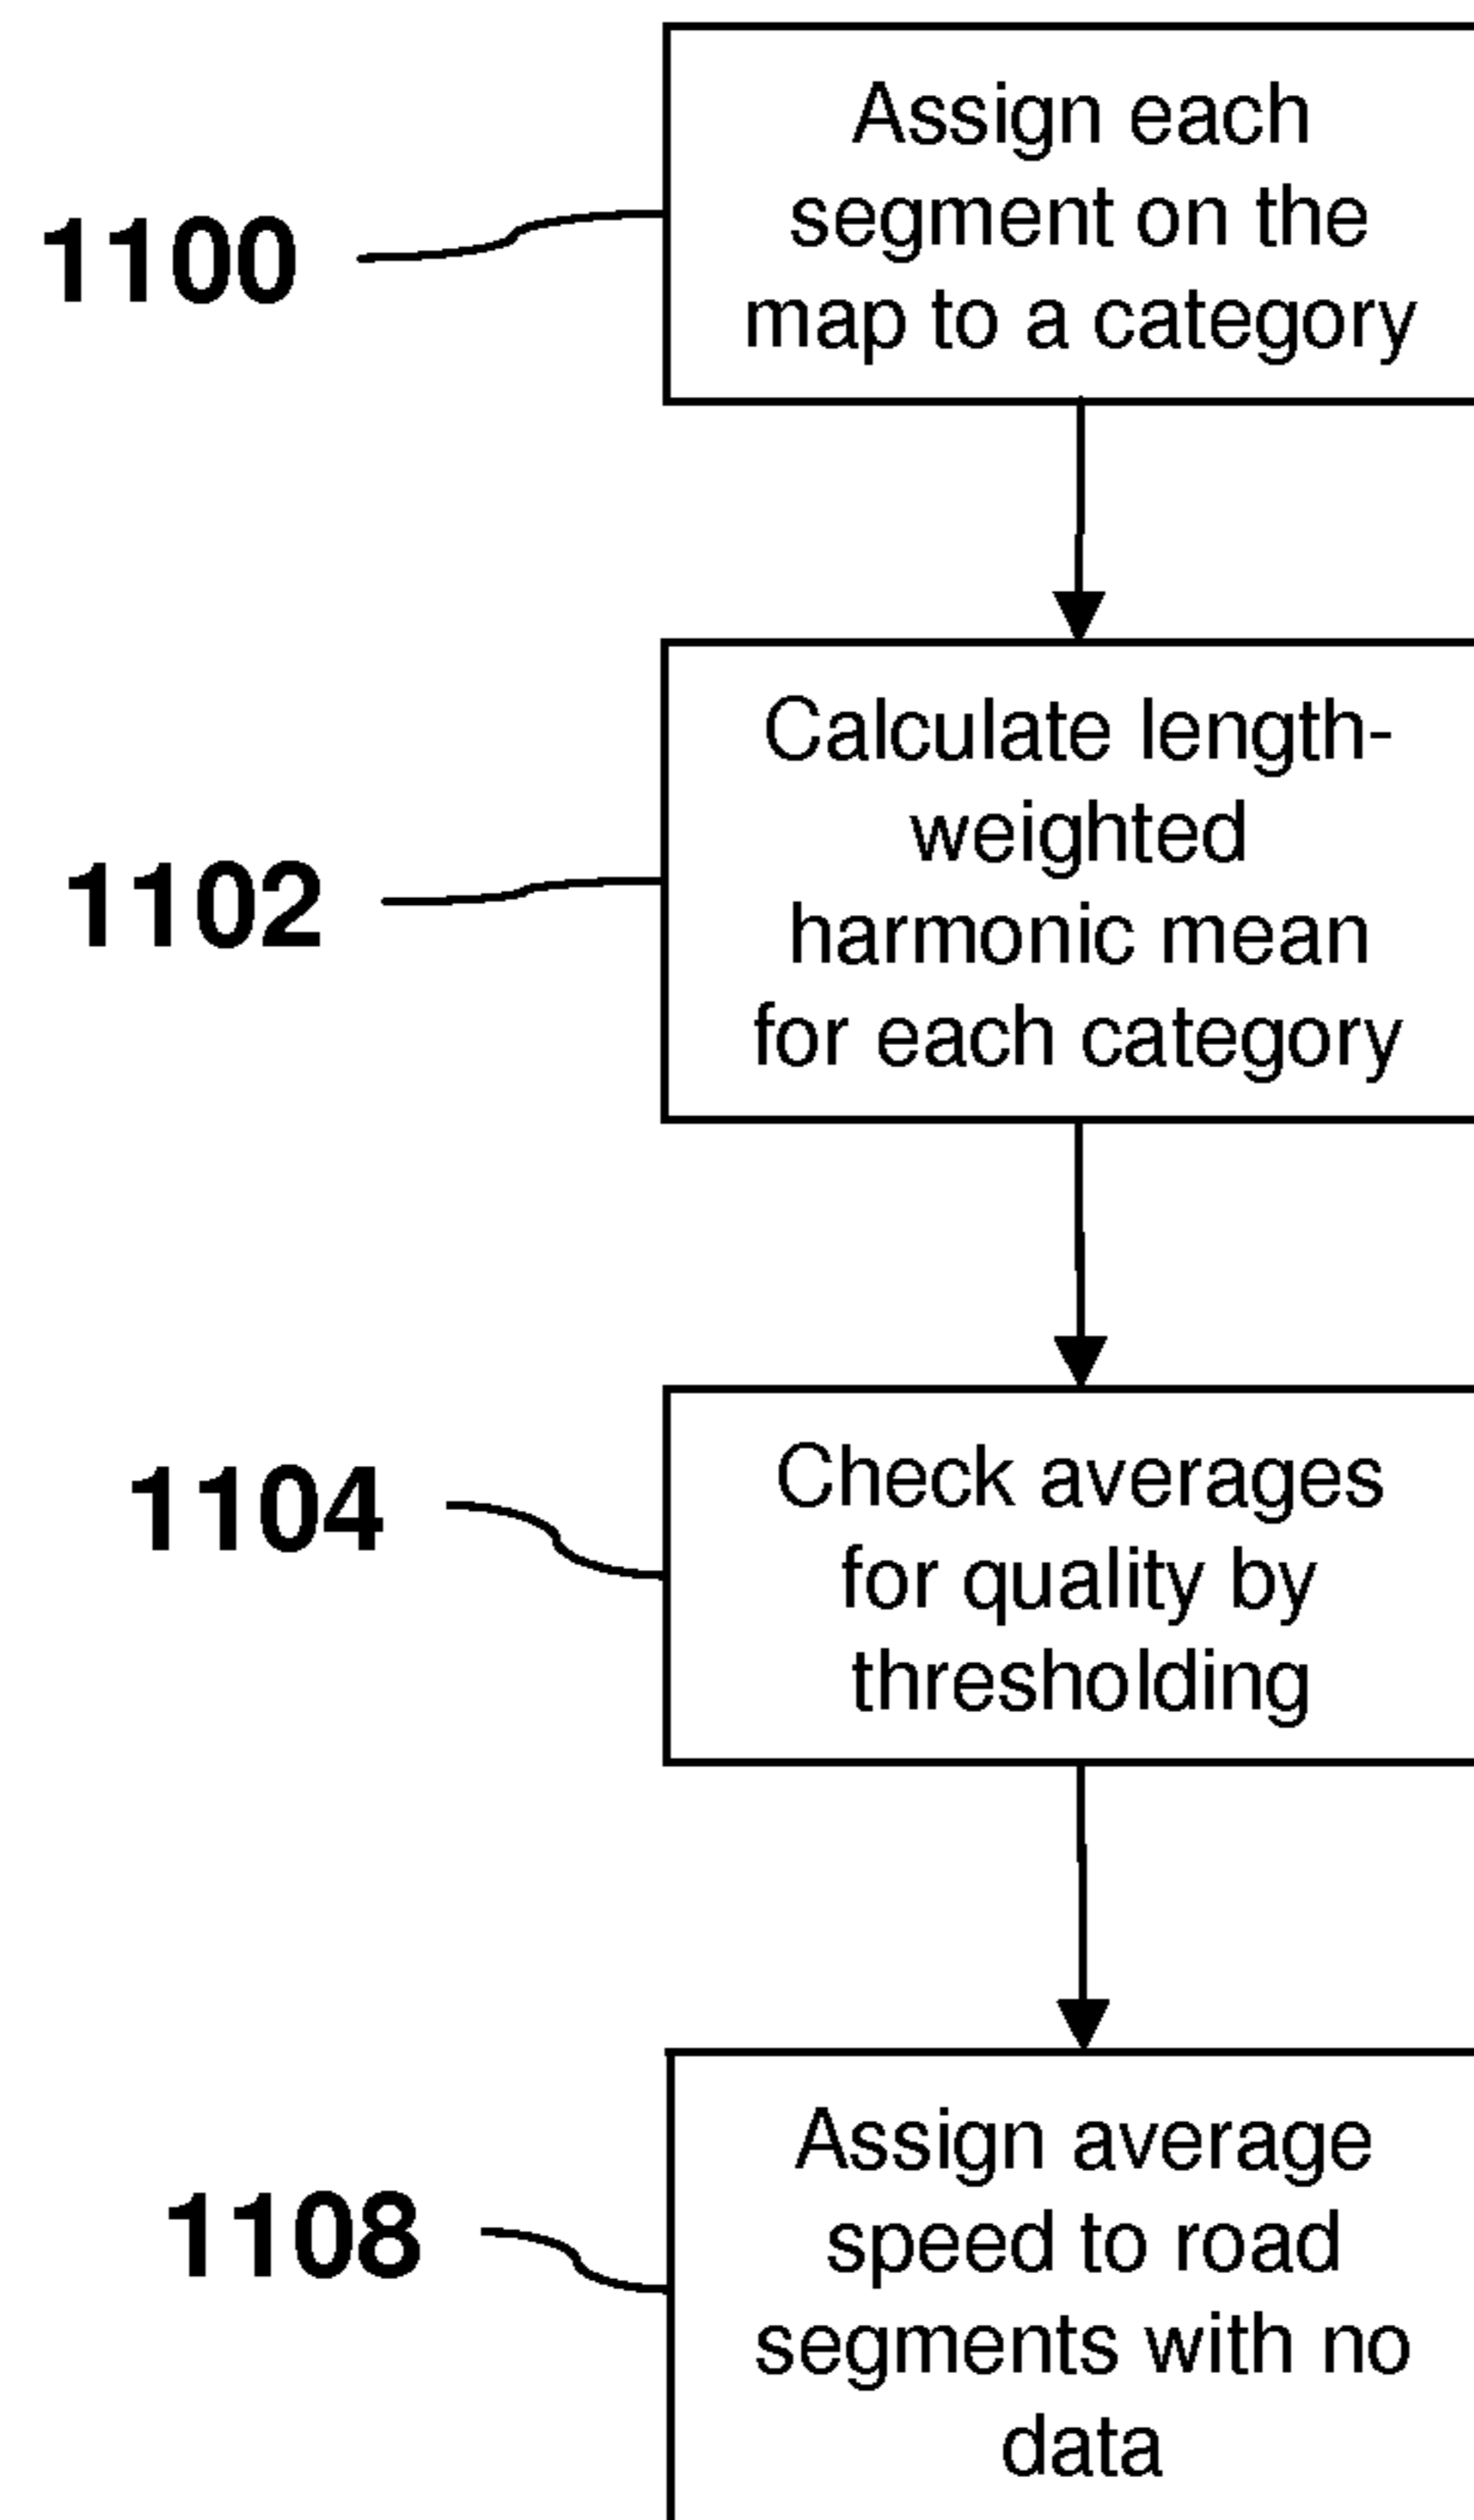 1100
Assign each
segment on the
map to a category
1102
Calculate length-
weighted
harmonic mean
for each category
1104
Check averages
for quality by
thresholding
1108
Assign average
speed to road
segments with no
data